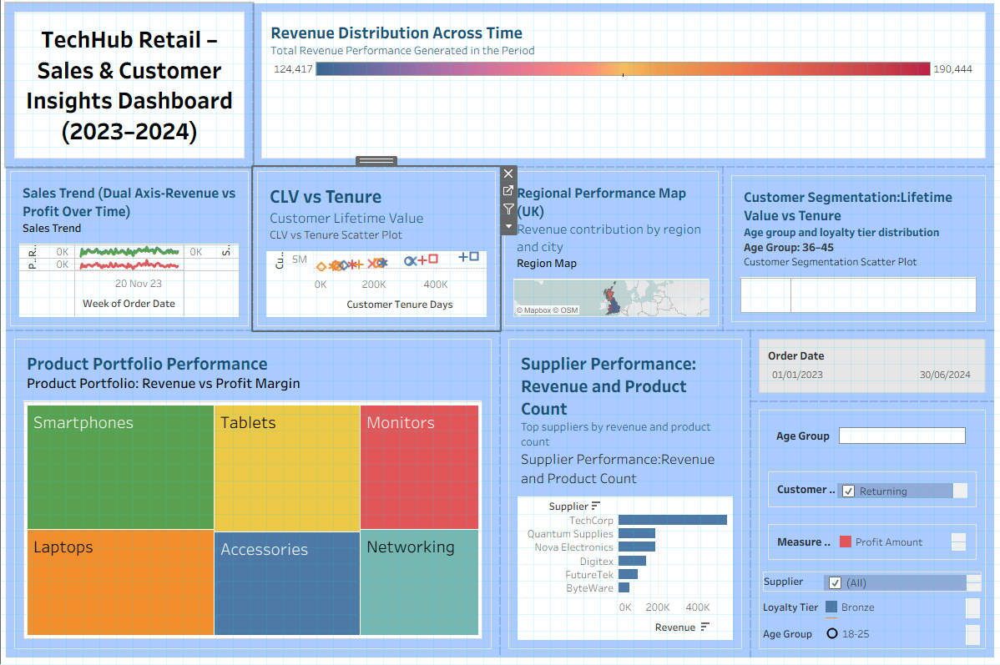 TechHub Retail –
Sales & Customer
Insights Dashboard
(2023–2024)
Revenue Distribution Across Time
Total Revenue Performance Generated in the Period
124,417
190,444
Sales Trend (Dual Axis-Revenue vs
Profit Over Time)
Sales Trend
R..
0K
0K
S..
P..
0K
20 Nov 23
Week of Order Date
CLV vs Tenure
Customer Lifetime Value
CLV vs Tenure Scatter Plot
Cu..
5M
0K
200K
400K
Customer Tenure Days
Regional Performance Map
(UK)
Revenue contribution by region
and city
Region Map
© Mapbox © OSM
Customer Segmentation:Lifetime
Value vs Tenure
Age group and loyalty tier distribution
Age Group: 36–45
Customer Segmentation Scatter Plot
Product Portfolio Performance
Product Portfolio: Revenue vs Profit Margin
Smartphones
Tablets
Monitors
Laptops
Accessories
Networking
Supplier Performance:
Revenue and Product
Count
Top suppliers by revenue and product
count
Supplier Performance:Revenue
and Product Count
Supplier
TechCorp
Quantum Supplies
Nova Electronics
Digitex
FutureTek
ByteWare
0K
200K
400K
Revenue
Order Date
01/01/2023
30/06/2024
Age Group
Customer ..
Returning
Measure ..
Profit Amount
Supplier
(All)
Loyalty Tier
Bronze
Age Group
18-25